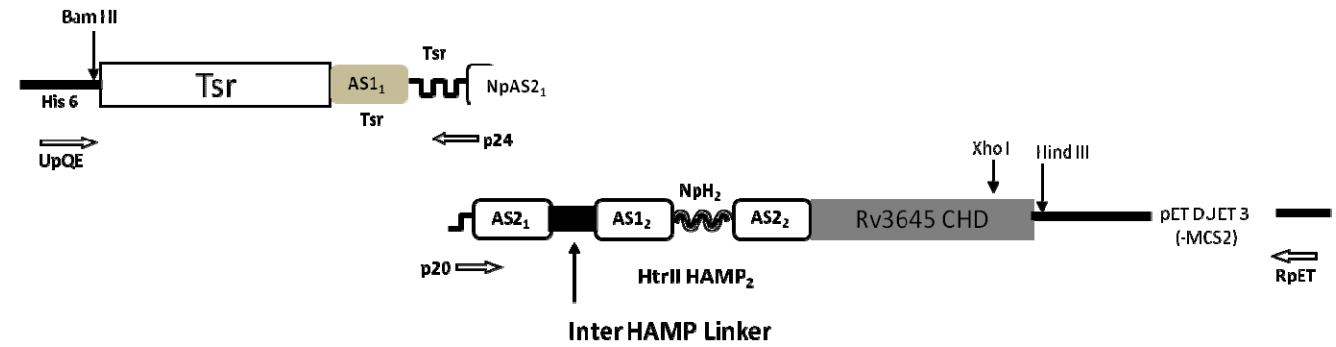 Bam HI
Tsr
AS1₁
Tsr
NpAS2₁
His 6
Tsr
UpQE
p24
Xho I
Hind III
NpH₂
AS2₁
AS1₂
AS2₂
Rv3645 CHD
pET DUET 3
(-MCS2)
p20
HtrII HAMP₂
RpET
Inter HAMP Linker